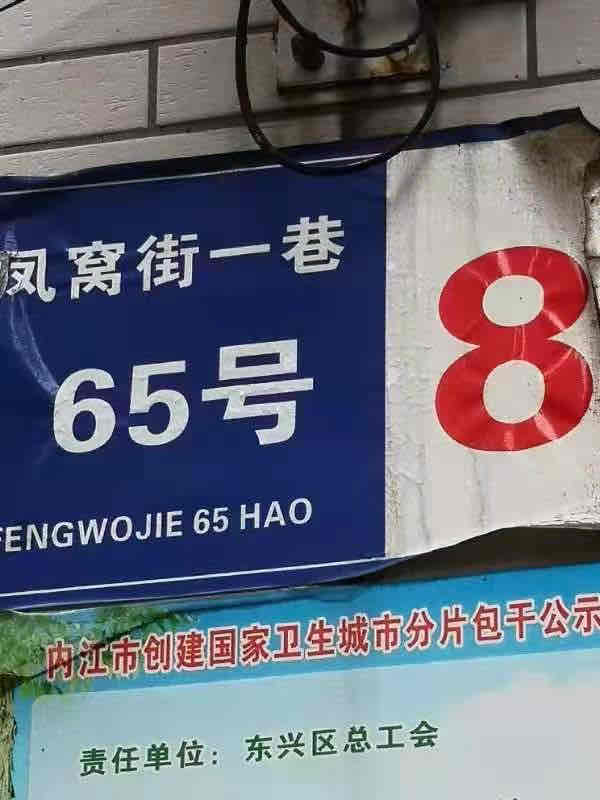 凤窝街一巷
65号
FENGWOJIE 65 HAO
8
内江市创建国家卫生城市分片包干公示
责任单位：东兴区总工会